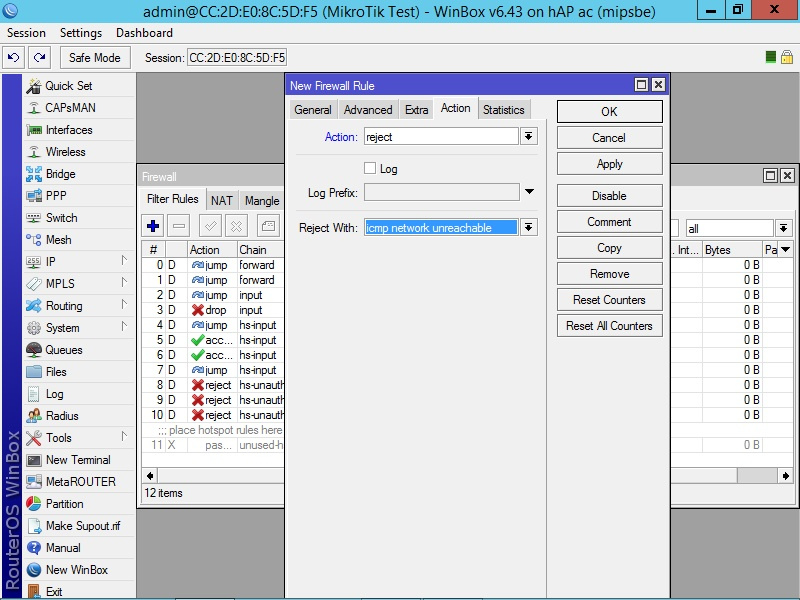 admin@CC:2D:E0:8C:5D:F5 (MikroTik Test) - WinBox v6.43 on hAP ac (mipsbe)
Session Settings Dashboard
Safe Mode Session: CC:2D:E0:8C:5D:F5
RouterOS WinBox
Quick Set
CAPsMAN
Interfaces
Wireless
Bridge
PPP
Switch
Mesh
IP
MPLS
Routing
System
Queues
Files
Log
Radius
Tools
New Terminal
MetaROUTER
Partition
Make Supout.rif
Manual
New WinBox
Exit
Firewall
Filter Rules NAT Mangle
all
# Action Chain . Int... Bytes Pa
0 D jump forward 0 B
1 D jump forward 0 B
2 D jump input 0 B
3 D drop input 0 B
4 D jump hs-input 0 B
5 D acc... hs-input 0 B
6 D acc... hs-input 0 B
7 D jump hs-input 0 B
8 D reject hs-unauth 0 B
9 D reject hs-unauth 0 B
10 D reject hs-unauth 0 B
;;; place hotspot rules here
11 X pas... unused-h 0 B
12 items
New Firewall Rule
General Advanced Extra Action Statistics
Action: reject
Log
Log Prefix:
Reject With: icmp network unreachable
OK
Cancel
Apply
Disable
Comment
Copy
Remove
Reset Counters
Reset All Counters